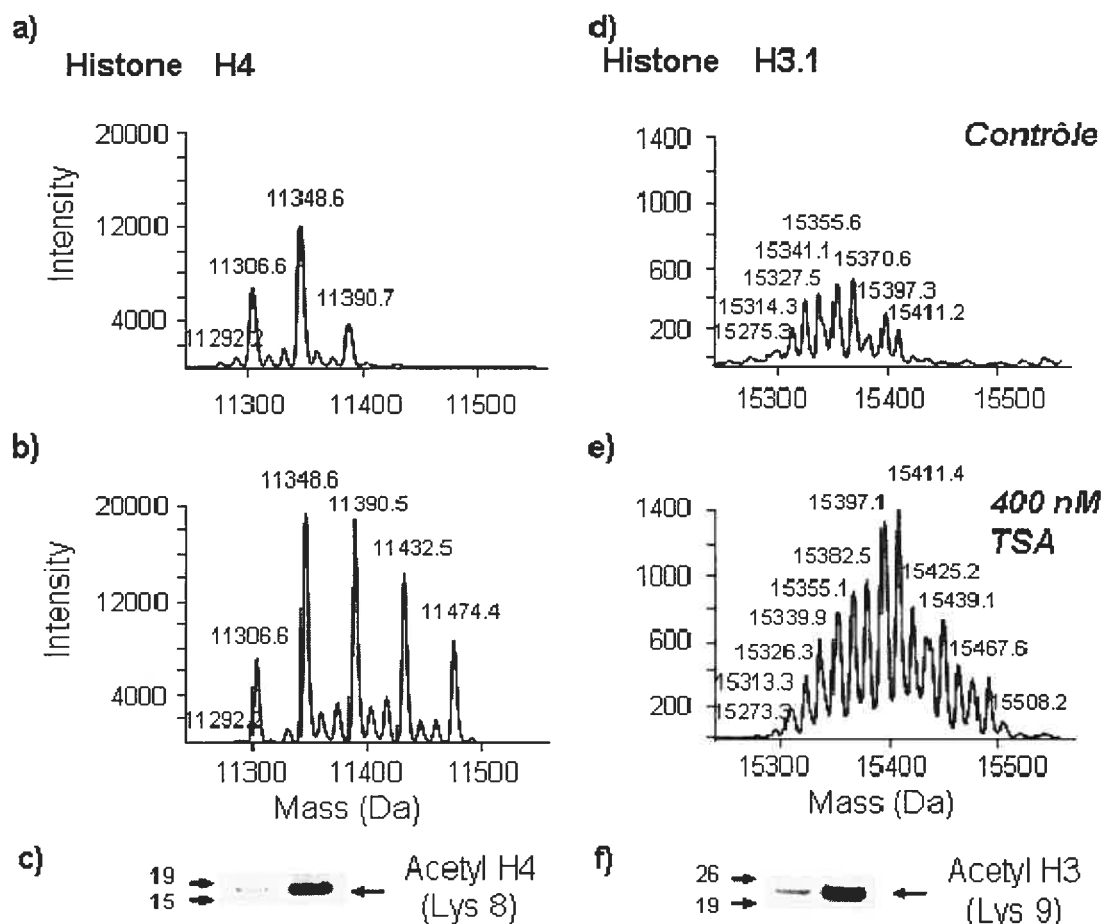 a)
Histone H4
20000
12000
4000
Intensity
11348.6
11306.6
11390.7
11292.2
11300 11400 11500
b)
20000
12000
4000
Intensity
11348.6
11390.5
11432.5
11474.4
11306.6
11292.2
11300 11400 11500
Mass (Da)
c)
19
15
Acetyl H4
(Lys 8)
d)
Histone H3.1
Contrôle
1400
1000
600
200
15355.6
15341.1
15370.6
15327.5
15397.3
15314.3
15411.2
15275.3
15300 15400 15500
e)
400 nM
TSA
1400
1000
600
200
15411.4
15397.1
15382.5
15425.2
15355.1
15439.1
15339.9
15467.6
15326.3
15313.3
15508.2
15273.3
15300 15400 15500
Mass (Da)
f)
26
19
Acetyl H3
(Lys 9)